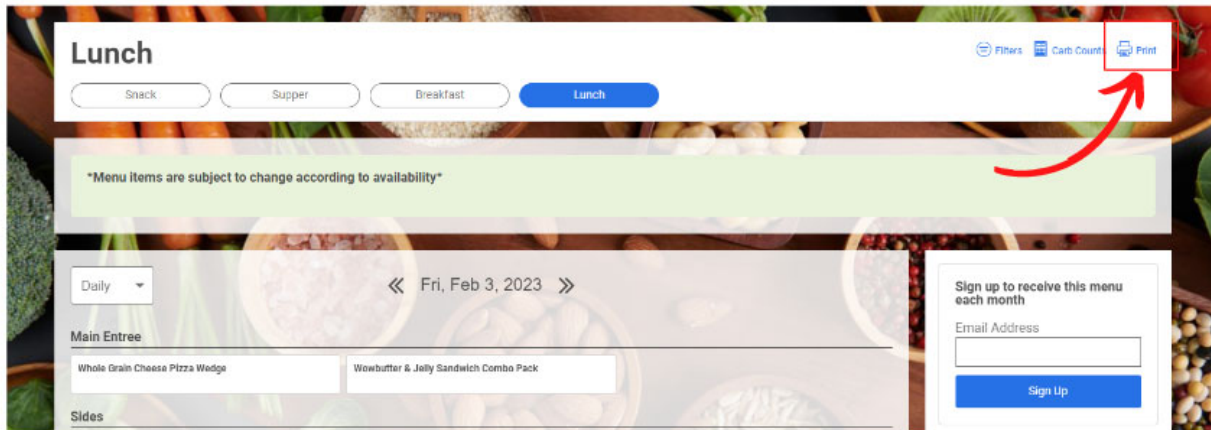 Lunch
Filters Carb Counts Print
Snack Supper Breakfast Lunch
*Menu items are subject to change according to availability*
Daily Fri, Feb 3, 2023
Main Entree
Whole Grain Cheese Pizza Wedge Wowbutter & Jelly Sandwich Combo Pack
Sides
Sign up to receive this menu
each month
Email Address
Sign Up